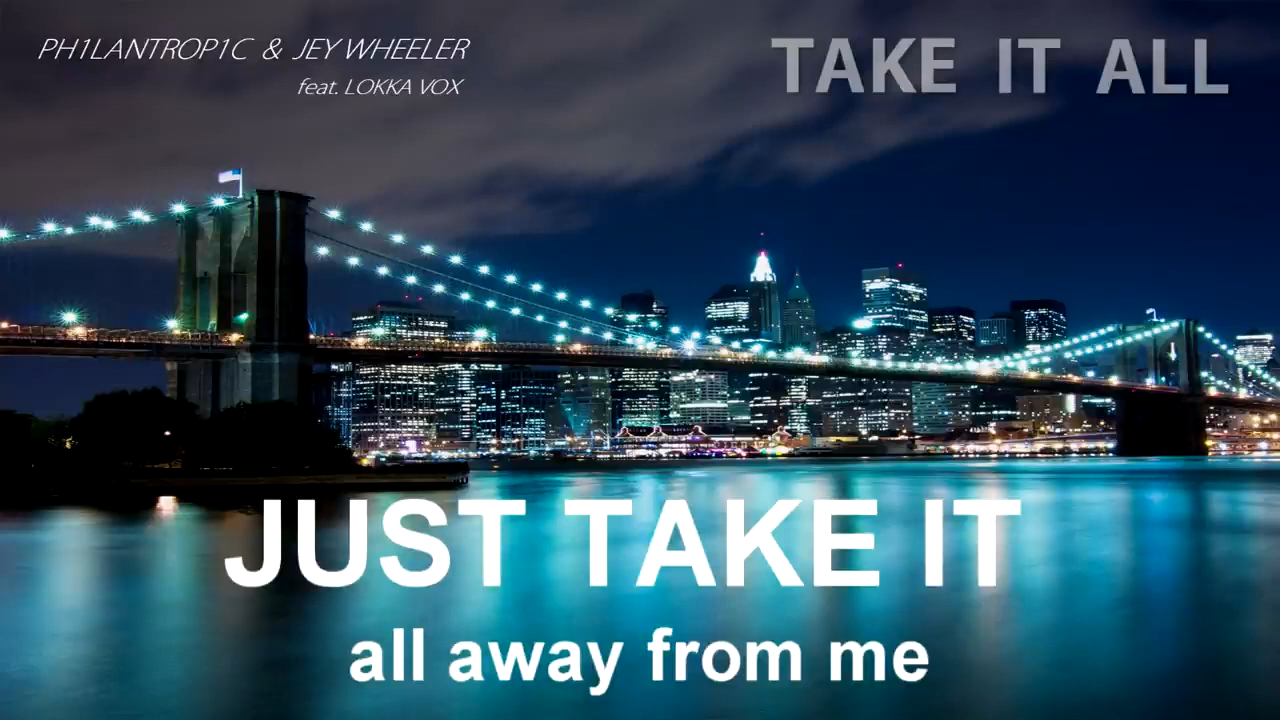 PH1LANTROP1C & JEY WHEELER
feat. LOKKA VOX
TAKE IT ALL
JUST TAKE IT
all away from me